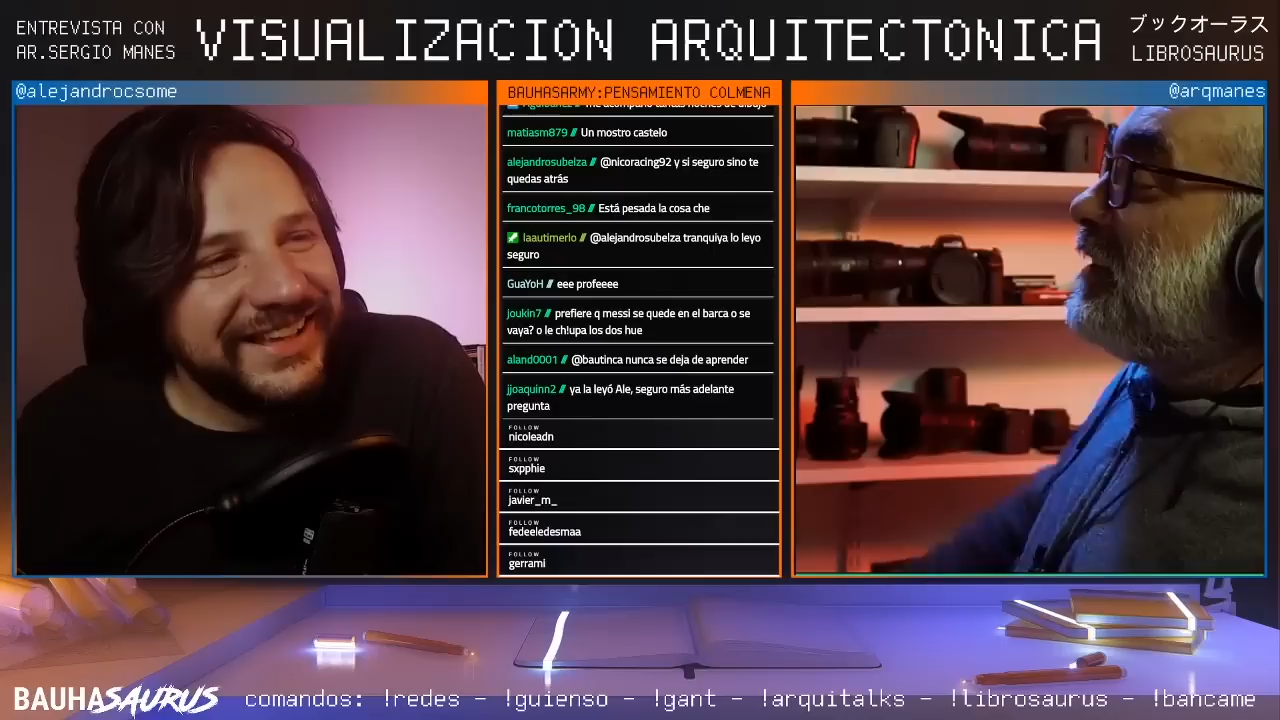 ENTREVISTA CON
AR.SERGIO MANES
VISUALIZACION ARQUITECTONICA
ブックオーラス
LIBROSAURUS
@alejandrocsome
BAUHASARMY:PENSAMIENTO COLMENA
@arqmanes
matiasm879 // Un mostro castelo
alejandrosubelza // @nicoracing92 y si seguro sino te
quedas atrás
francotorres_98 // Está pesada la cosa che
laautimerlo // @alejandrosubelza tranquiya lo leyo
seguro
GuaYoH // eee profeeee
joukin7 // prefiere q messi se quede en el barca o se
vaya? o le ch!upa los dos hue
aland0001 // @bautinca nunca se deja de aprender
jjoaquinn2 // ya la leyó Ale, seguro más adelante
pregunta
FOLLOW
nicoleadn
FOLLOW
sxpphie
FOLLOW
javier_m_
FOLLOW
fedeeledesmaa
FOLLOW
gerrami
BAUHASAURUS
comandos: !redes - !guienso - !gant - !arquitalks - !librosaurus - !bancame